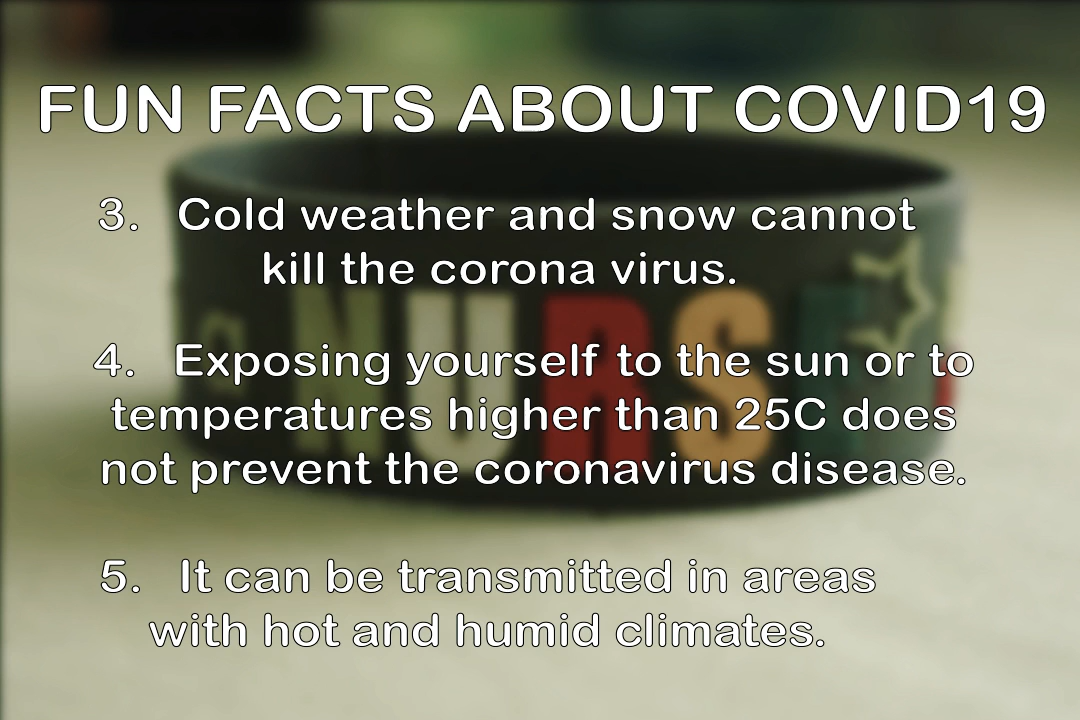 FUN FACTS ABOUT COVID19
3. Cold weather and snow cannot
kill the corona virus.
4. Exposing yourself to the sun or to
temperatures higher than 25C does
not prevent the coronavirus disease.
5. It can be transmitted in areas
with hot and humid climates.
NURSE